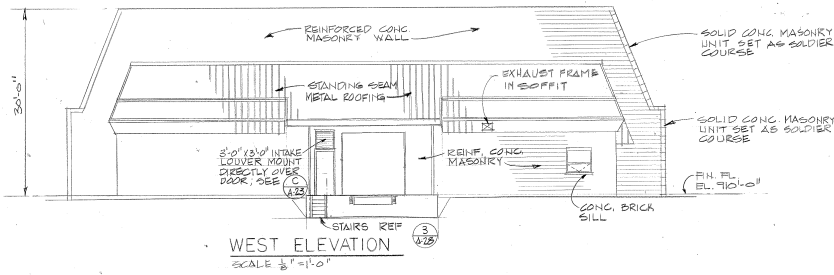 REINFORCED CONC.
MASONRY WALL
SOLID CONC. MASONRY
UNIT SET AS SOLDIER
COURSE
30'-0"
STANDING SEAM
METAL ROOFING
EXHAUST FRAME
IN SOFFIT
SOLID CONC. MASONRY
UNIT SET AS SOLDIER
COURSE
3'-0" X 3'-0" INTAKE
LOUVER MOUNT
DIRECTLY OVER
DOOR, SEE
C
A-23
REINF. CONC.
MASONRY
FIN. FL.
EL. 910'-0"
CONC. BRICK
SILL
STAIRS REF
3
A-23
WEST ELEVATION
SCALE 1/8" = 1'-0"